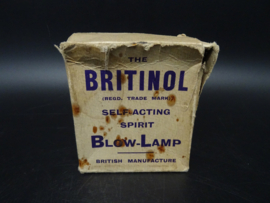 THE
BRITINOL
(REGD. TRADE MARK)
SELF-ACTING
SPIRIT
BLOW-LAMP
BRITISH MANUFACTURE